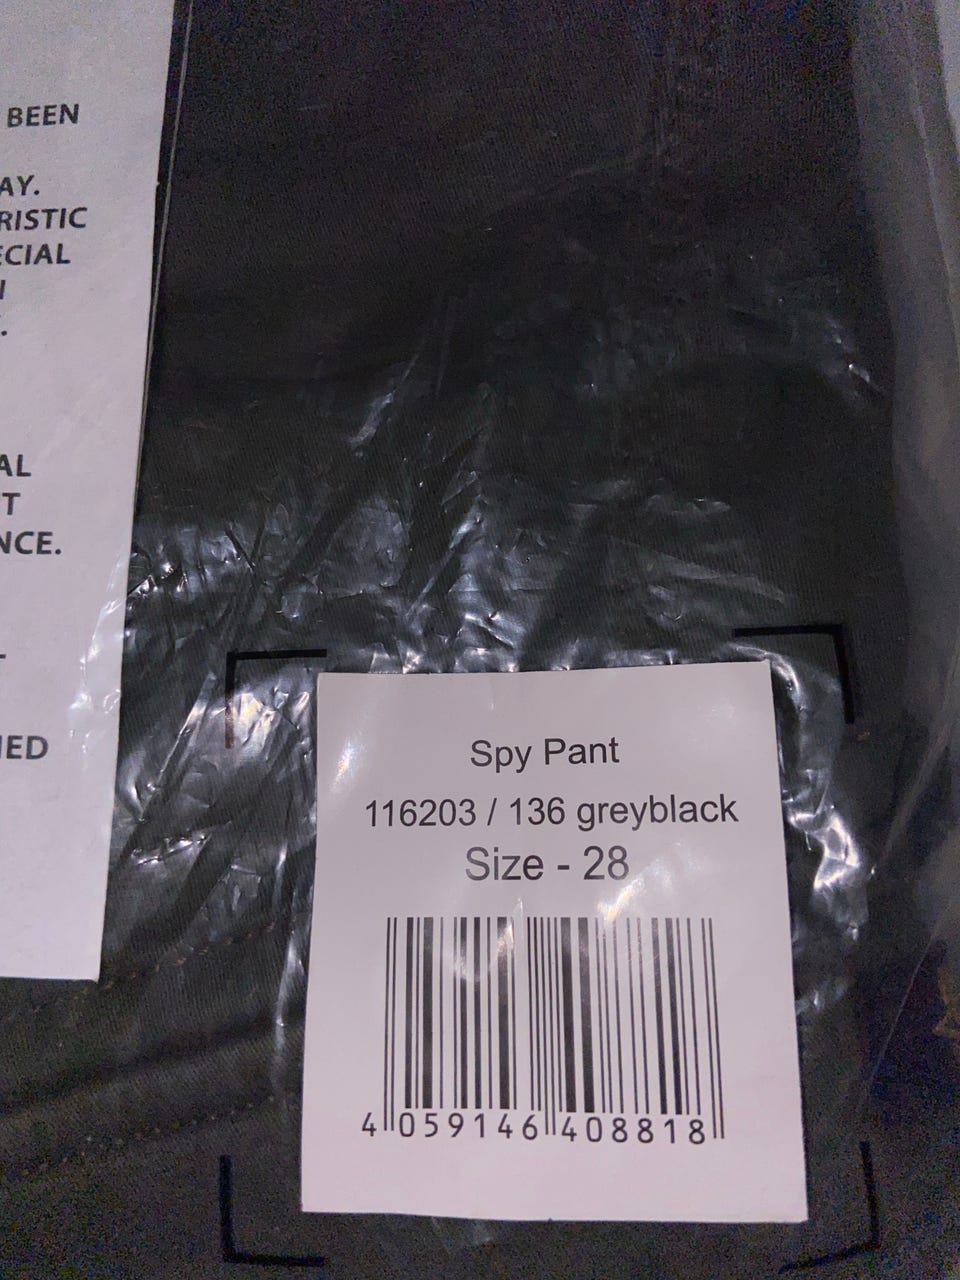 BEEN
AY.
RISTIC
ECIAL
I
.
AL
T
NCE.
IED
Spy Pant
116203 / 136 greyblack
Size - 28
4 059146 408818